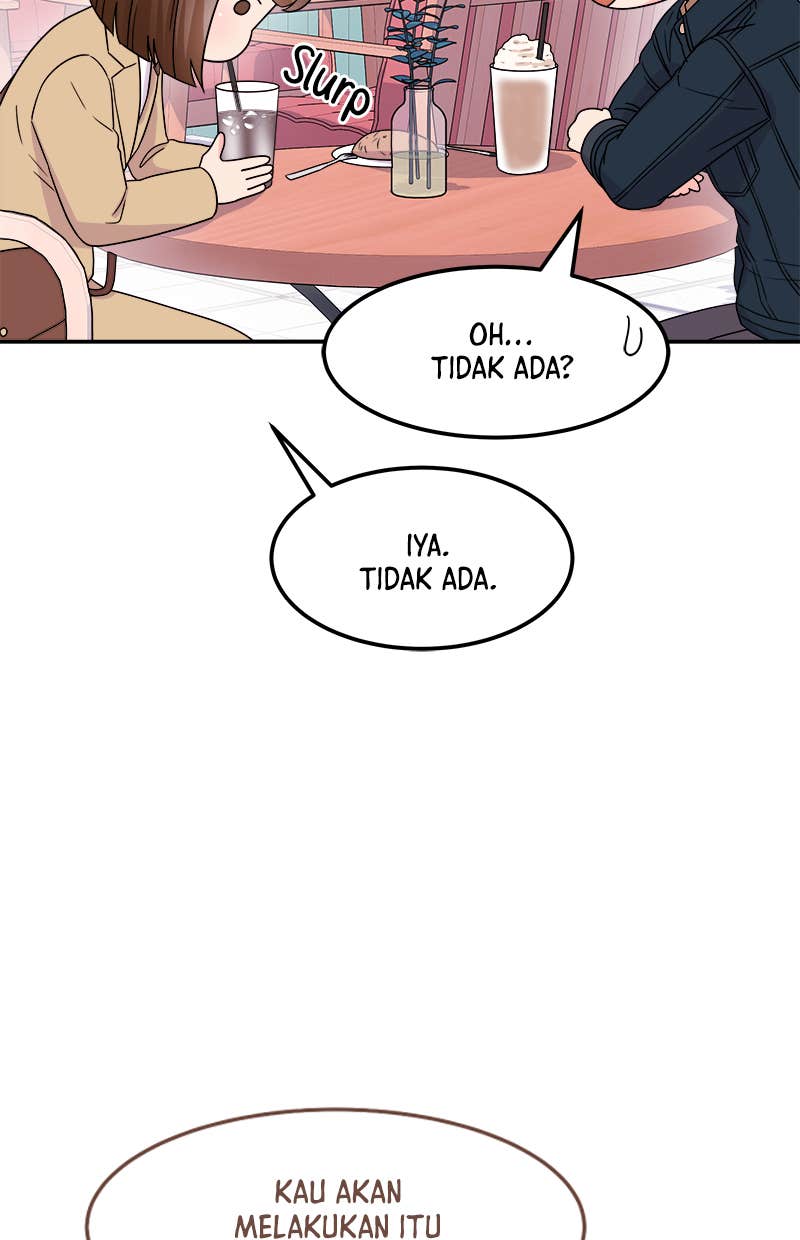 Slurp
OH...
TIDAK ADA?
IYA.
TIDAK ADA.
KAU AKAN
MELAKUKAN ITU